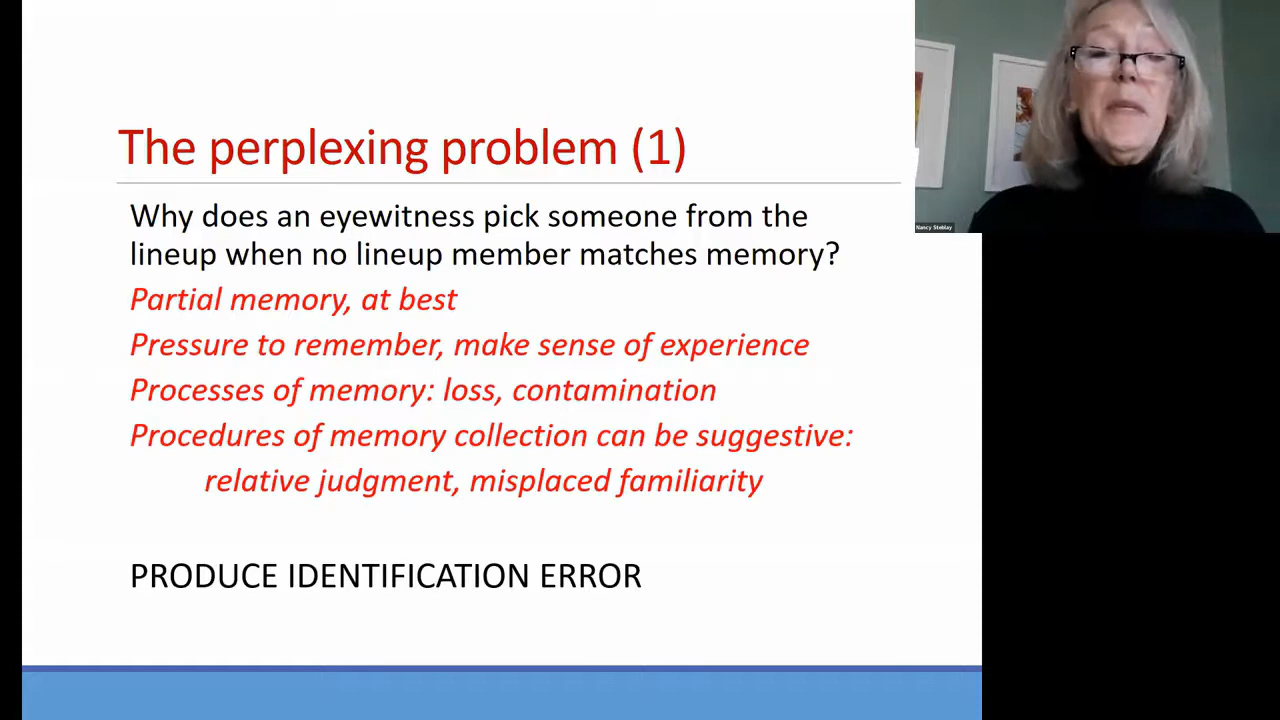 The perplexing problem (1)
Why does an eyewitness pick someone from the
lineup when no lineup member matches memory?
Partial memory, at best
Pressure to remember, make sense of experience
Processes of memory: loss, contamination
Procedures of memory collection can be suggestive:
relative judgment, misplaced familiarity
PRODUCE IDENTIFICATION ERROR
Nancy Steblay